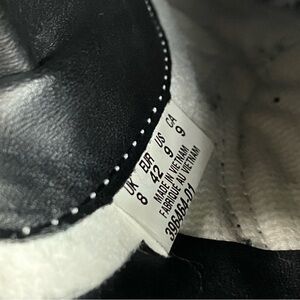 UK EUR US CA
8 42 9 9
MADE IN VIETNAM
FABRIQUE AU VIETNAM
396464-01